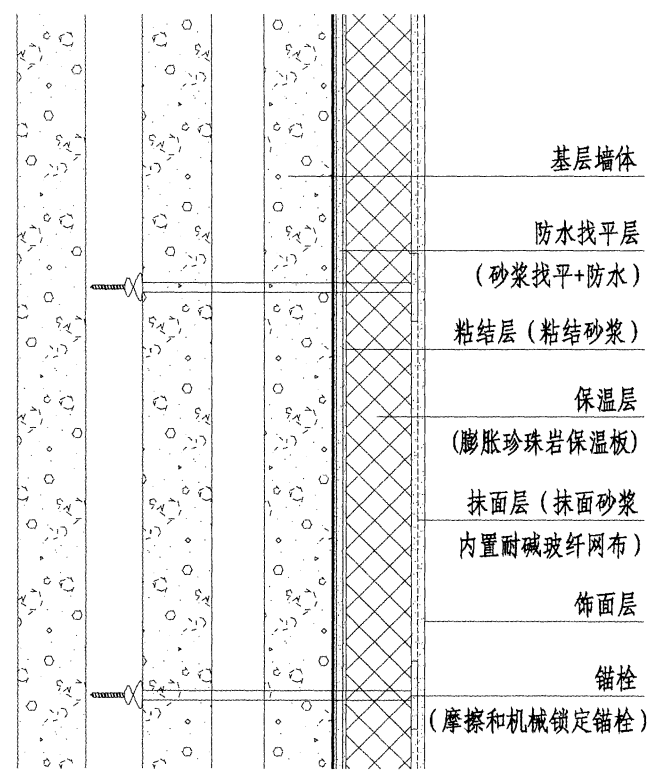 基层墙体
防水找平层
（砂浆找平+防水）
粘结层（粘结砂浆）
保温层
(膨胀珍珠岩保温板)
抹面层（抹面砂浆
内置耐碱玻纤网布）
饰面层
锚栓
（摩擦和机械锁定锚栓）